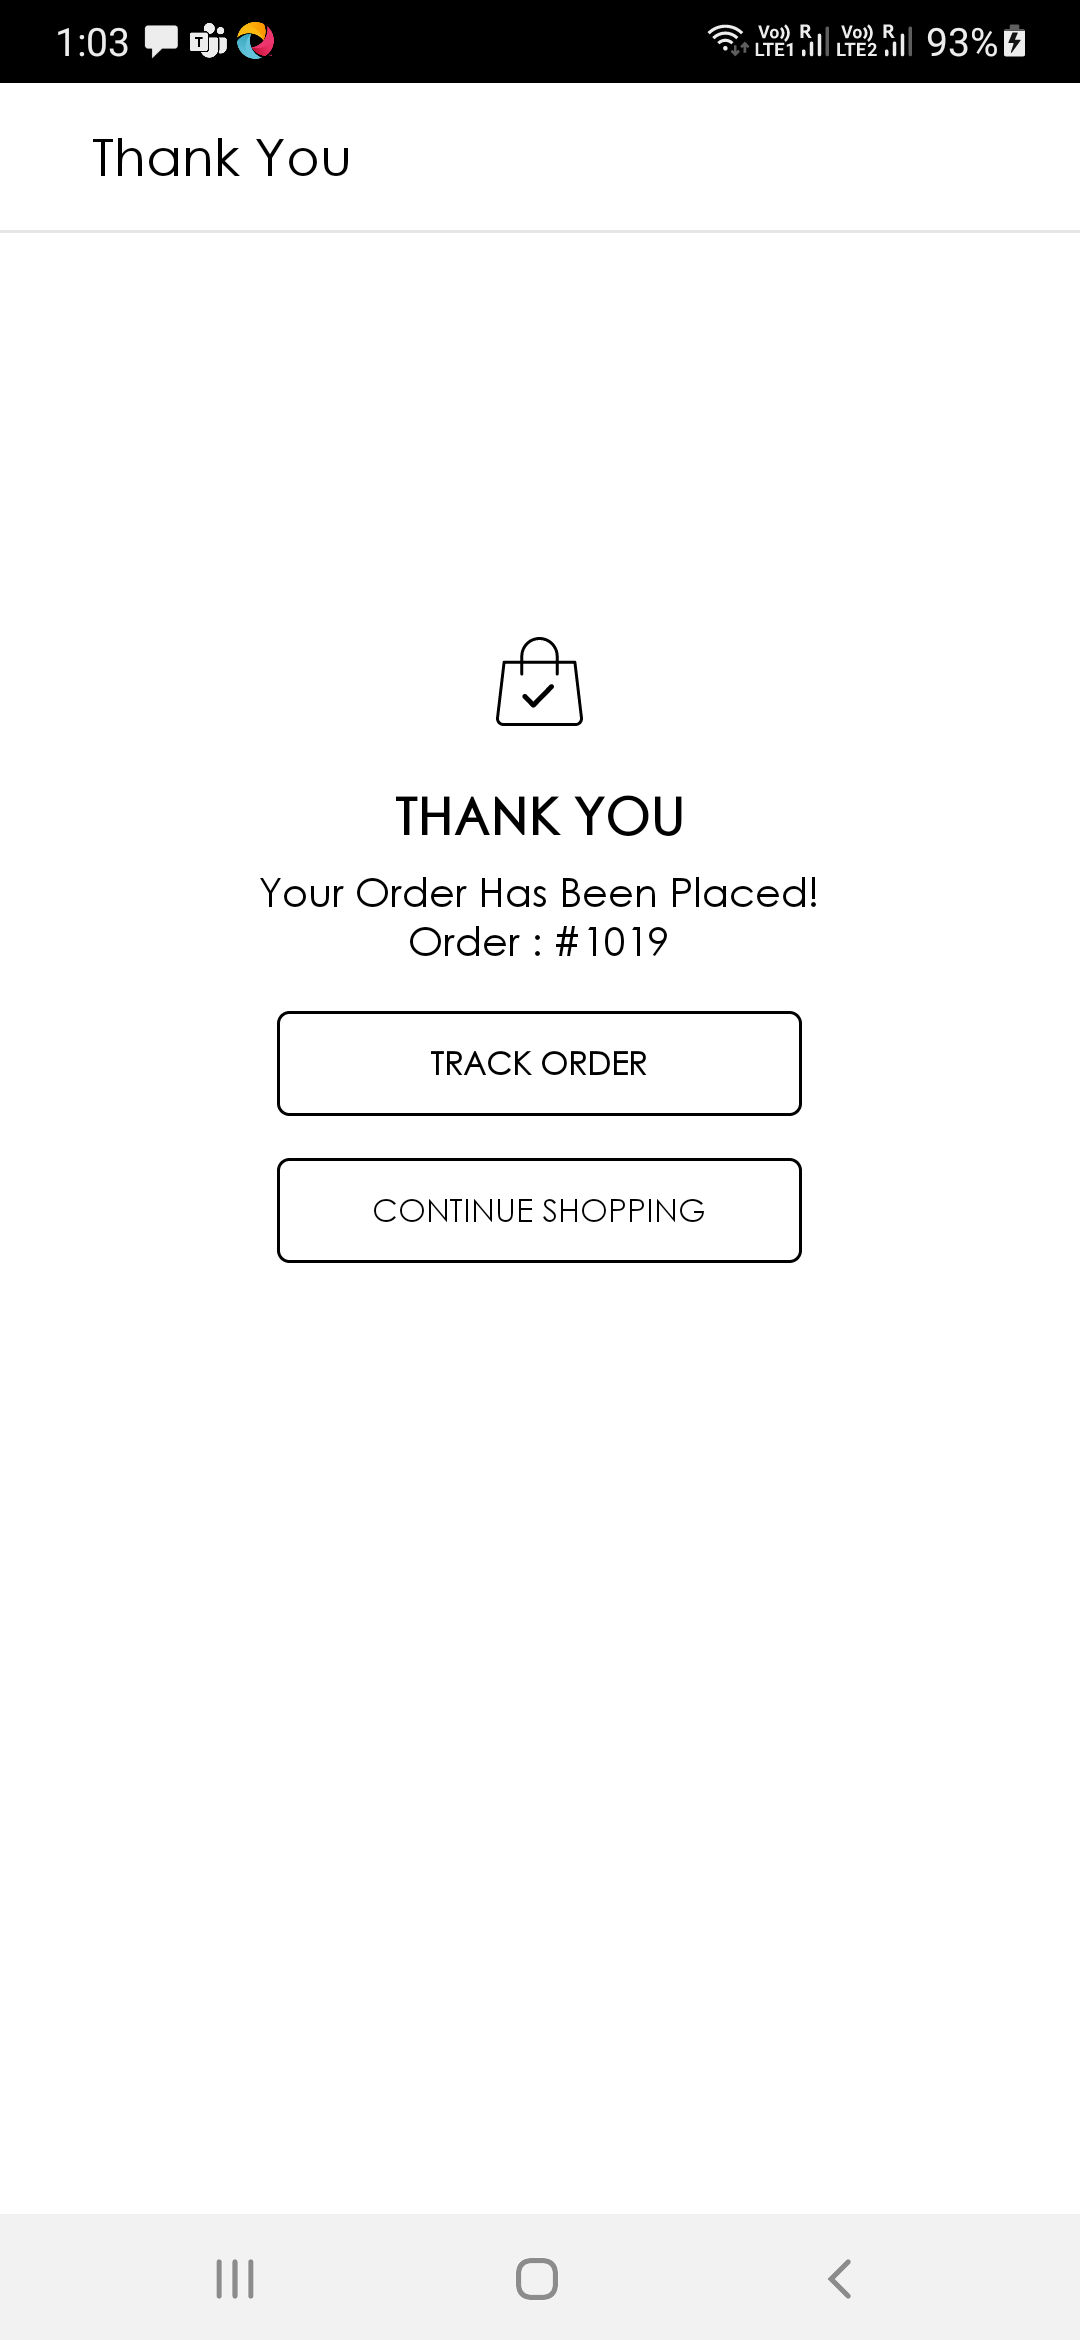 1:03 Vo)) LTE1 R Vo)) LTE2 R 93%
Thank You
THANK YOU
Your Order Has Been Placed!
Order : #1019
TRACK ORDER
CONTINUE SHOPPING